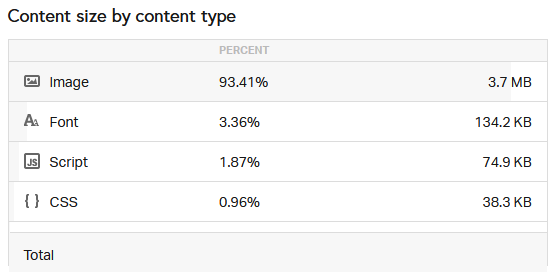 Content size by content type
PERCENT
Image 93.41% 3.7 MB
Font 3.36% 134.2 KB
JS Script 1.87% 74.9 KB
{ } CSS 0.96% 38.3 KB
Total